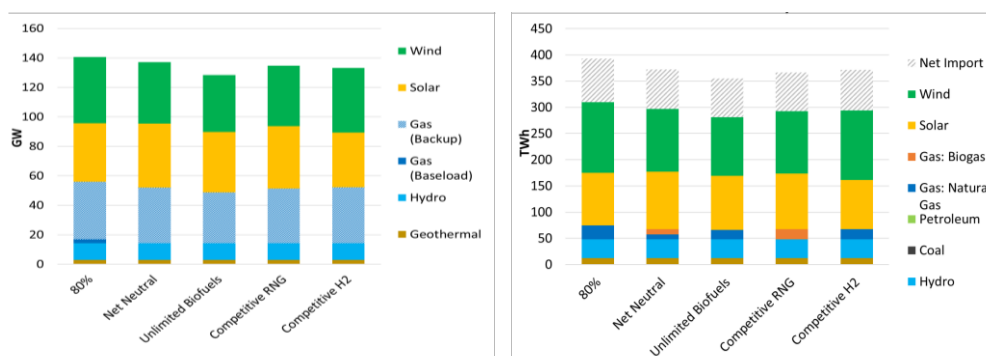 160
140
120
100
80
60
40
20
0
GW
80%
Net Neutral
Unlimited Biofuels
Competitive RNG
Competitive H2
Wind
Solar
Gas
(Backup)
Gas
(Baseload)
Hydro
Geothermal
450
400
350
300
250
200
150
100
50
0
TWh
80%
Net Neutral
Unlimited Biofuels
Competitive RNG
Competitive H2
Net Import
Wind
Solar
Gas: Biogas
Gas: Natural
Gas
Petroleum
Coal
Hydro